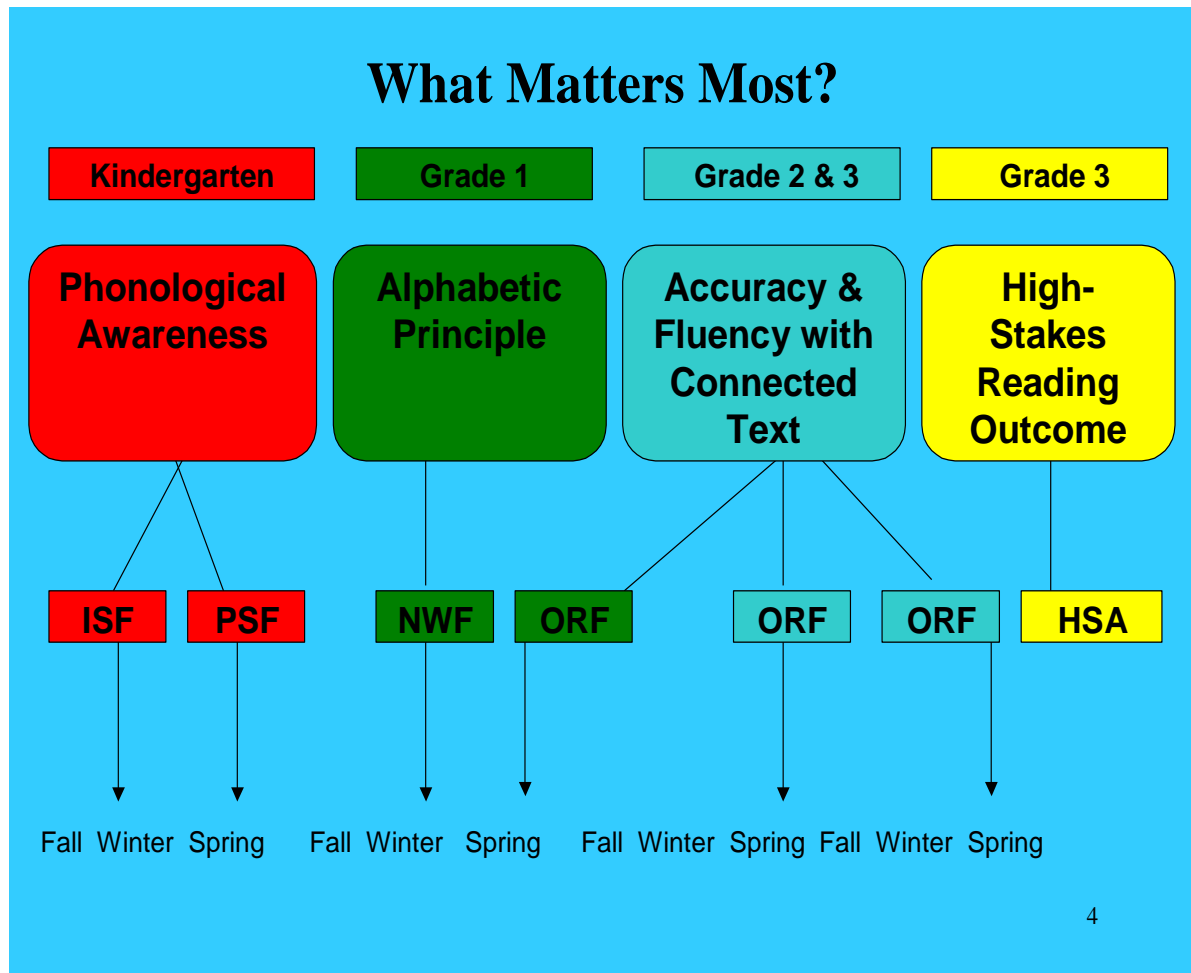 What Matters Most?
Kindergarten Grade 1 Grade 2 & 3 Grade 3
Phonological
Awareness
Alphabetic
Principle
Accuracy &
Fluency with
Connected
Text
High-
Stakes
Reading
Outcome
ISF PSF NWF ORF ORF ORF HSA
Fall Winter Spring Fall Winter Spring Fall Winter Spring Fall Winter Spring
4